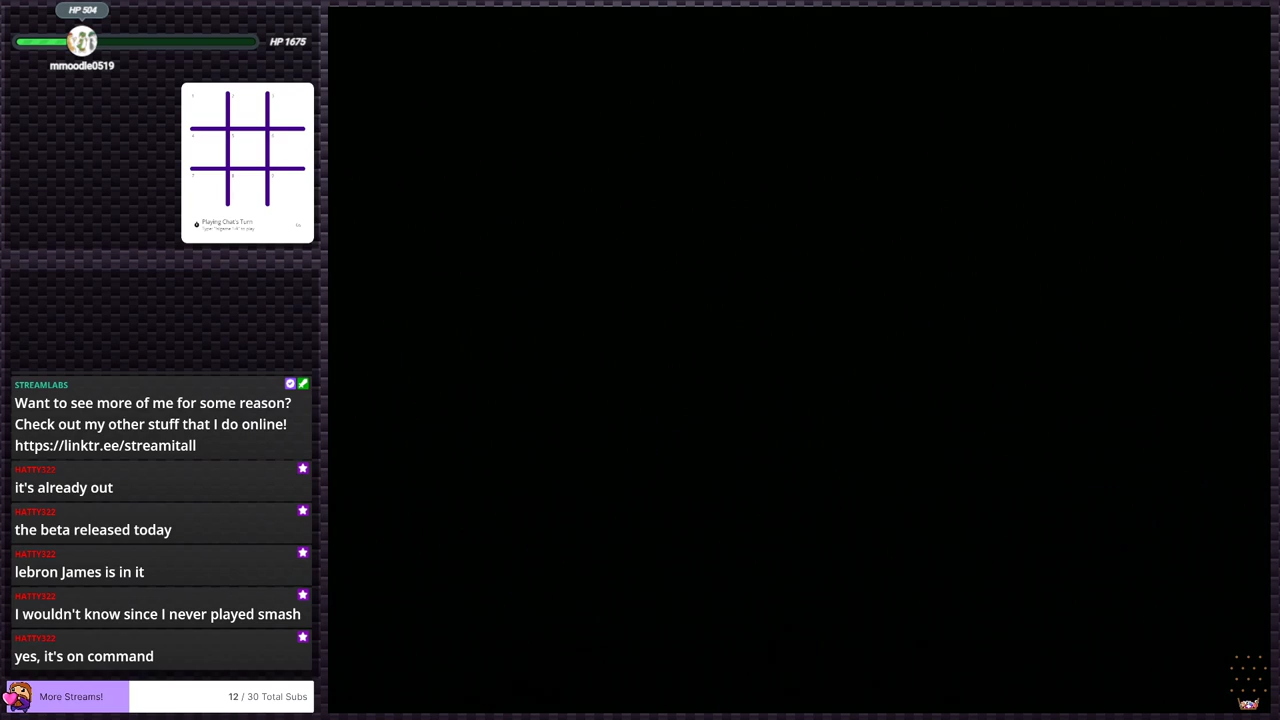 HP 504
HP 1675
mmoodle0519
Playing Chat's Turn
STREAMLABS
Want to see more of me for some reason?
Check out my other stuff that I do online!
https://linktr.ee/streamitall
HATTY322
it's already out
HATTY322
the beta released today
HATTY322
lebron James is in it
HATTY322
I wouldn't know since I never played smash
HATTY322
yes, it's on command
More Streams!
12 / 30 Total Subs